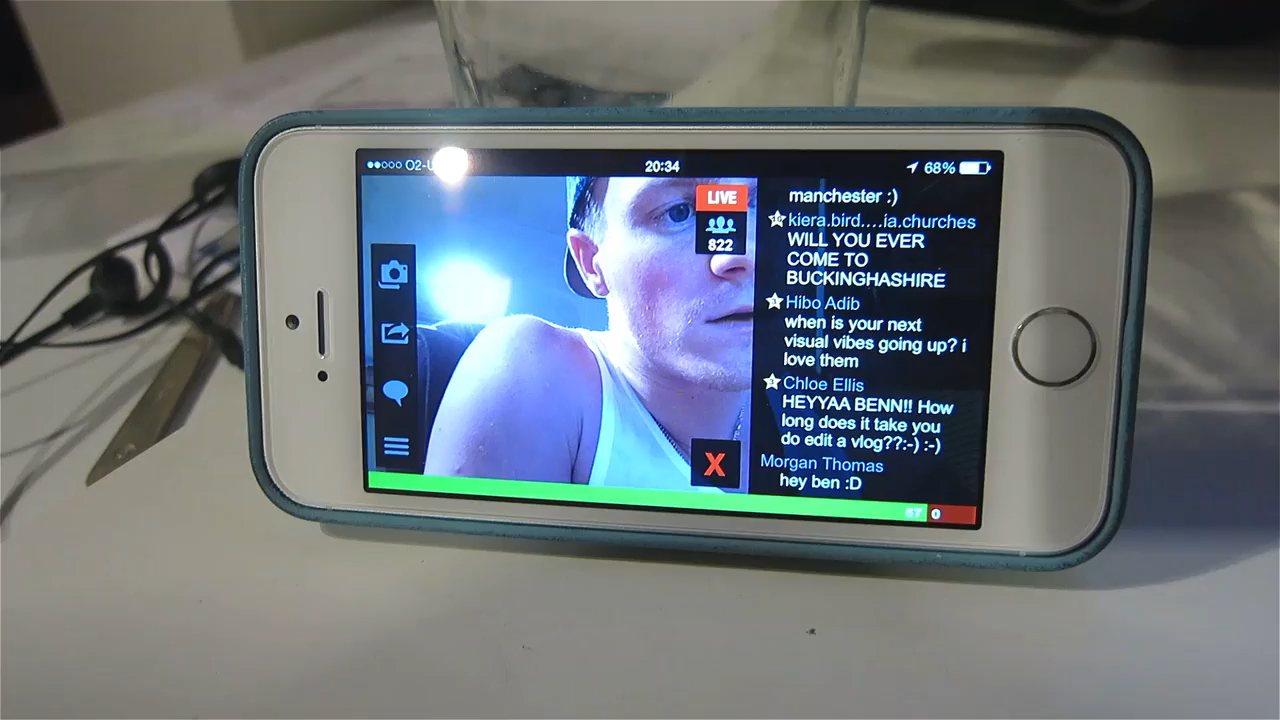 O2-U
20:34
68%
LIVE
822
manchester :)
kiera.bird....ia.churches
WILL YOU EVER
COME TO
BUCKINGHASHIRE
Hibo Adib
when is your next
visual vibes going up? i
love them
Chloe Ellis
HEYYAA BENN!! How
long does it take you
do edit a vlog??:-) :-)
Morgan Thomas
hey ben :D
X
57 0